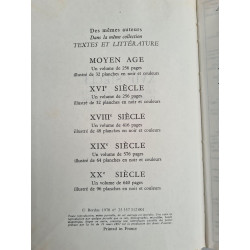 Des mêmes auteurs
Dans la même collection
TEXTES ET LITTÉRATURE
MOYEN AGE
Un volume de 256 pages
illustré de 32 planches en noir et couleurs
XVIe SIÈCLE
Un volume de 256 pages
illustré de 32 planches en noir et couleurs
XVIIIe SIÈCLE
Un volume de 416 pages
illustré de 48 planches en noir et couleurs
XIXe SIÈCLE
Un volume de 576 pages
illustré de 64 planches en noir et couleurs
XXe SIÈCLE
Un volume de 640 pages
illustré de 96 planches en noir et couleurs
© Bordas 1970
Printed in France